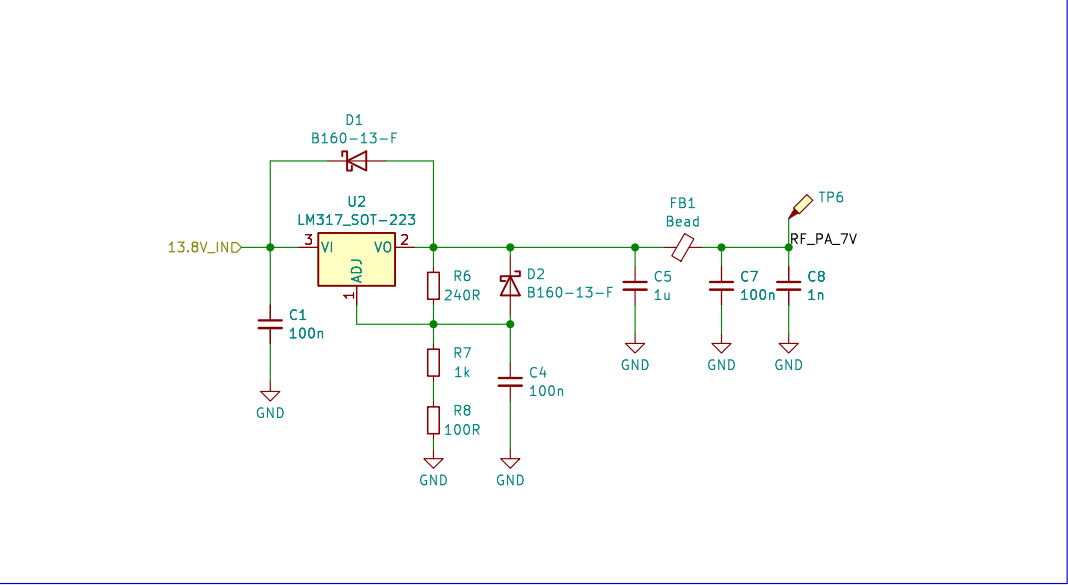 D1
B160-13-F
U2
LM317_SOT-223
13.8V_IN
3
VI
VO
2
ADJ
1
C1
100n
GND
R6
240R
R7
1k
R8
100R
GND
D2
B160-13-F
C4
100n
GND
C5
1u
GND
FB1
Bead
C7
100n
GND
TP6
RF_PA_7V
C8
1n
GND